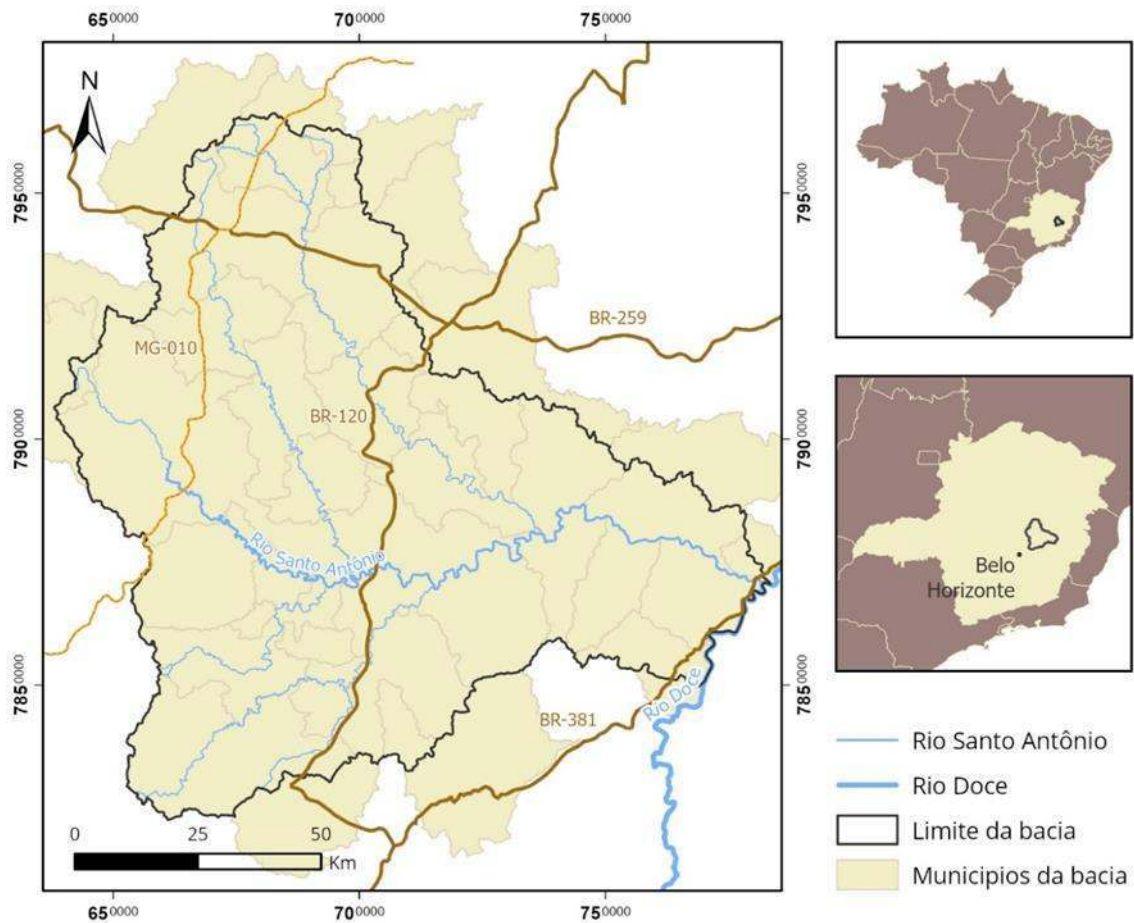 650000
700000
750000
N
7950000
7950000
BR-259
MG-010
BR-120
7900000
7900000
Rio Santo Antônio
7850000
7850000
Rio Doce
BR-381
0
25
50
Km
650000
700000
750000
Belo
Horizonte
Rio Santo Antônio
Rio Doce
Limite da bacia
Municipios da bacia